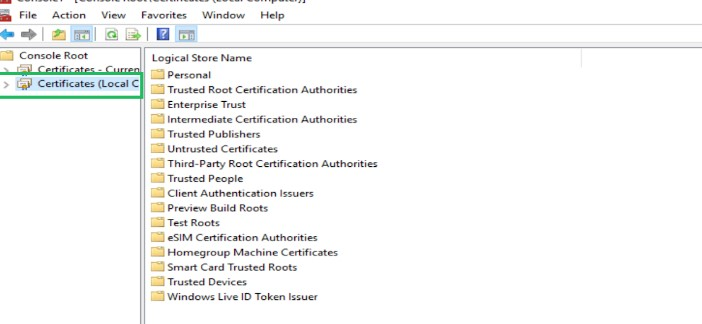 File Action View Favorites Window Help
Console Root
Certificates - Curren
Certificates (Local C
Logical Store Name
Personal
Trusted Root Certification Authorities
Enterprise Trust
Intermediate Certification Authorities
Trusted Publishers
Untrusted Certificates
Third-Party Root Certification Authorities
Trusted People
Client Authentication Issuers
Preview Build Roots
Test Roots
eSIM Certification Authorities
Homegroup Machine Certificates
Smart Card Trusted Roots
Trusted Devices
Windows Live ID Token Issuer